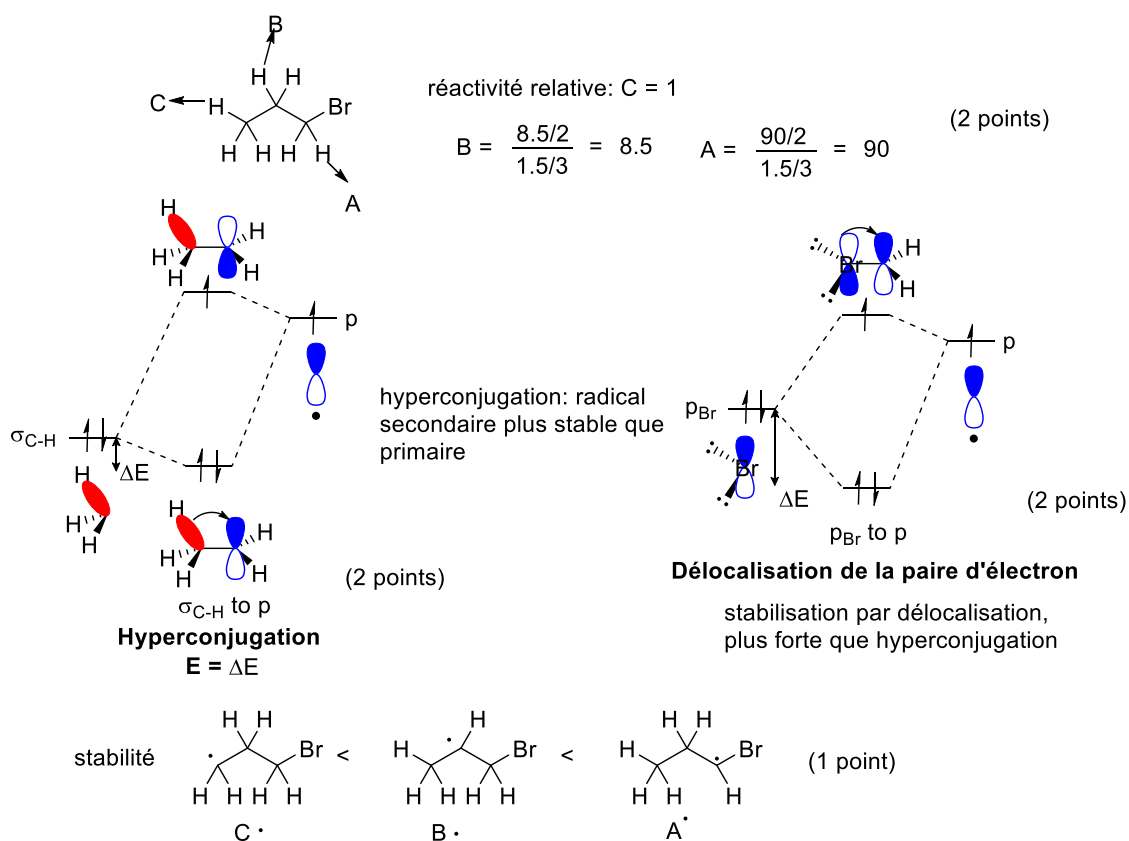 B
H H
C H Br
H H H H
A
réactivité relative: C = 1
(2 points)
B = 8.5/2 / 1.5/3 = 8.5
A = 90/2 / 1.5/3 = 90
H
H H
H H
p
σC-H
ΔE
H
H
H
H H
H H
H
(2 points)
σC-H to p
Hyperconjugation
E = ΔE
hyperconjugation: radical
secondaire plus stable que
primaire
Br H
H
p
pBr
Br
ΔE
(2 points)
pBr to p
Délocalisation de la paire d'électron
stabilisation par délocalisation,
plus forte que hyperconjugation
stabilité
H H
Br
H H H H
C •
<
H
H Br
H H H H
B •
<
H H
H Br
H H H
A •
(1 point)